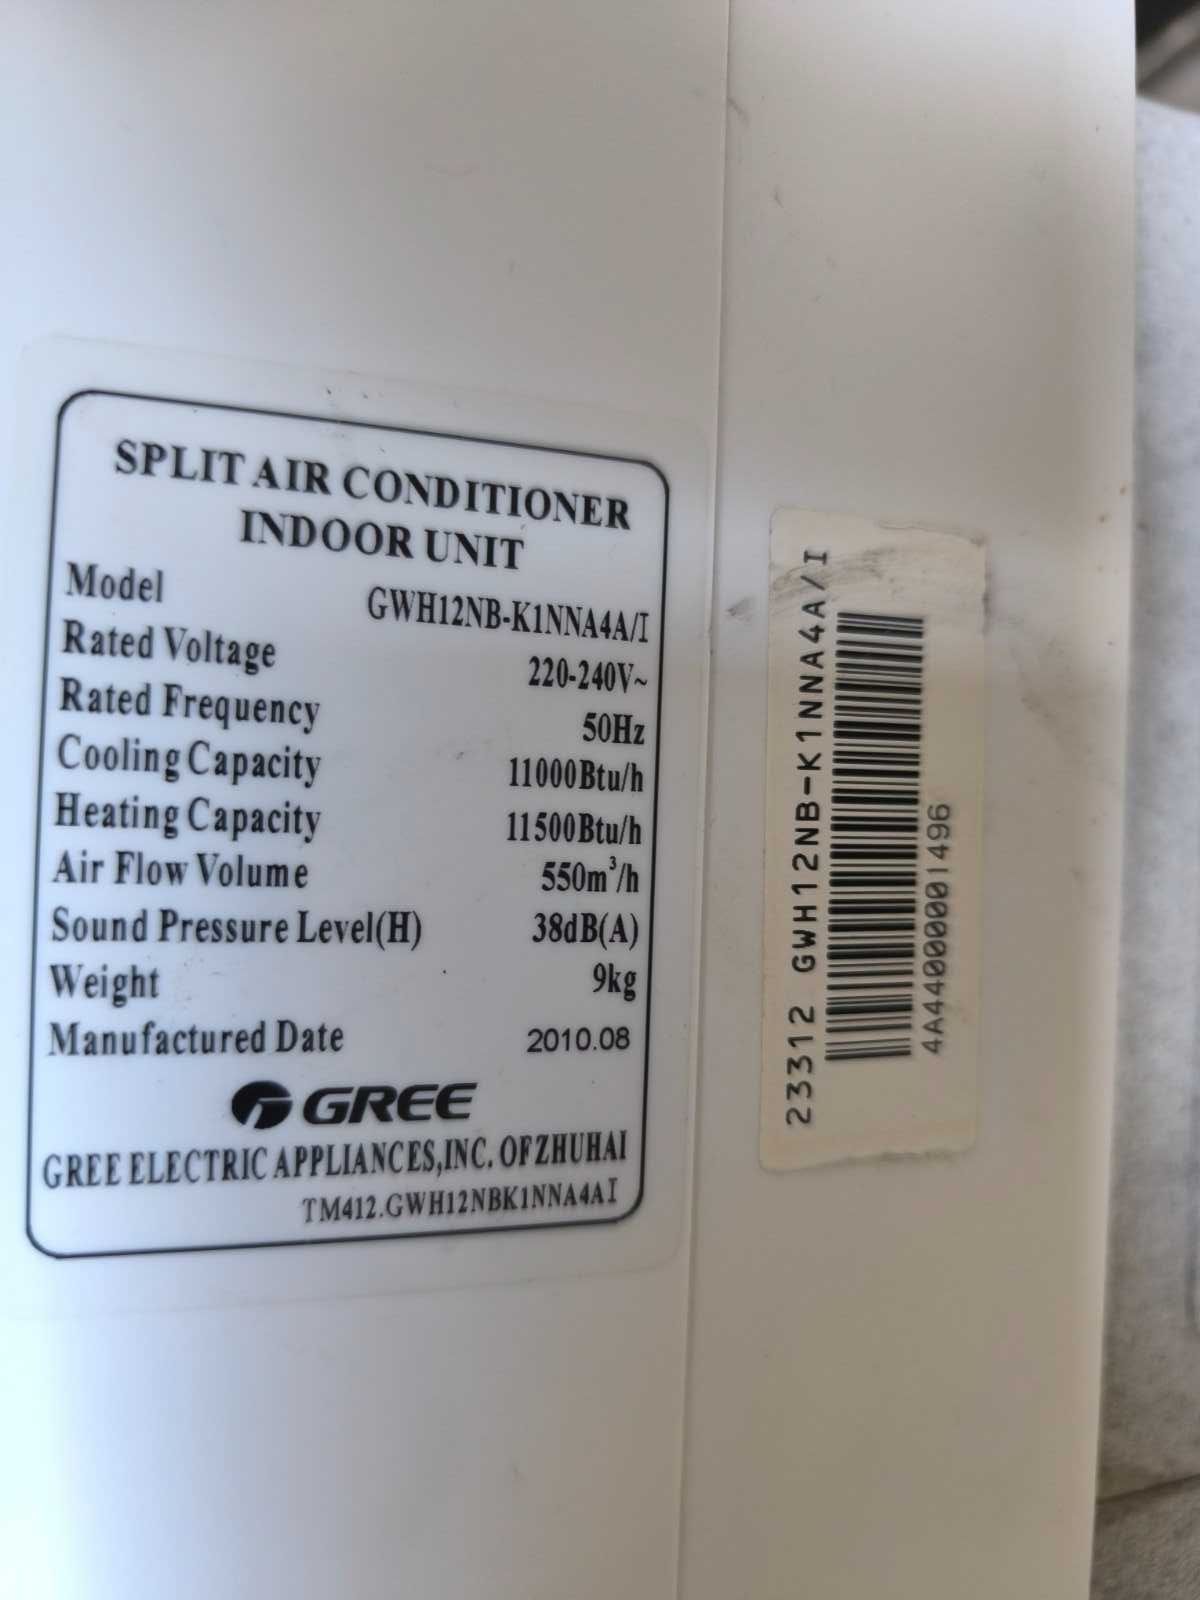 SPLIT AIR CONDITIONER
INDOOR UNIT
Model GWH12NB-K1NNA4A/I
Rated Voltage 220-240V~
Rated Frequency 50Hz
Cooling Capacity 11000Btu/h
Heating Capacity 11500Btu/h
Air Flow Volume 550m³/h
Sound Pressure Level(H) 38dB(A)
Weight 9kg
Manufactured Date 2010.08
GREE
GREE ELECTRIC APPLIANCES,INC. OF ZHUHAI
TM412.GWH12NBK1NNA4AI
23312 GWH12NB-K1NNA4A/I
4A44000001496